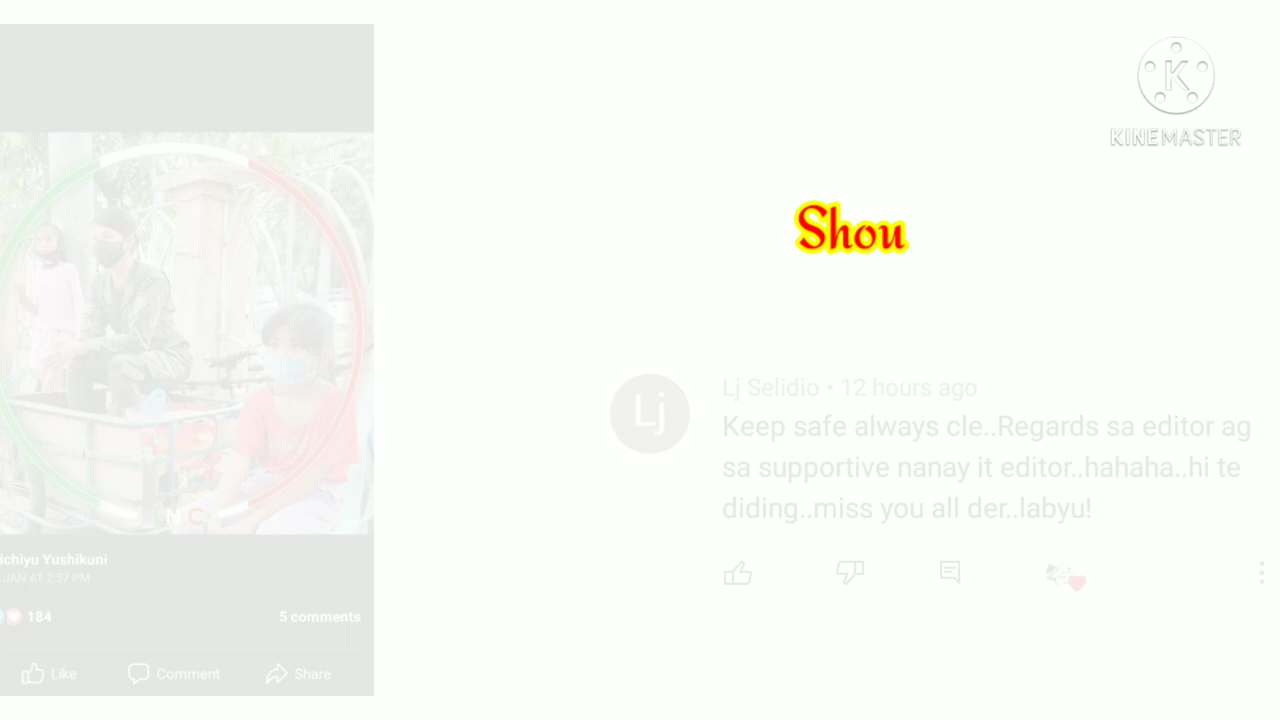 K
KINEMASTER
Shou
Lj
Lj Selidio • 12 hours ago
Keep safe always cle..Regards sa editor ag
sa supportive nanay it editor..hahaha..hi te
diding..miss you all der..labyu!
ichiyu Yushikuni
JAN AT 2:57 PM
184
5 comments
Like
Comment
Share